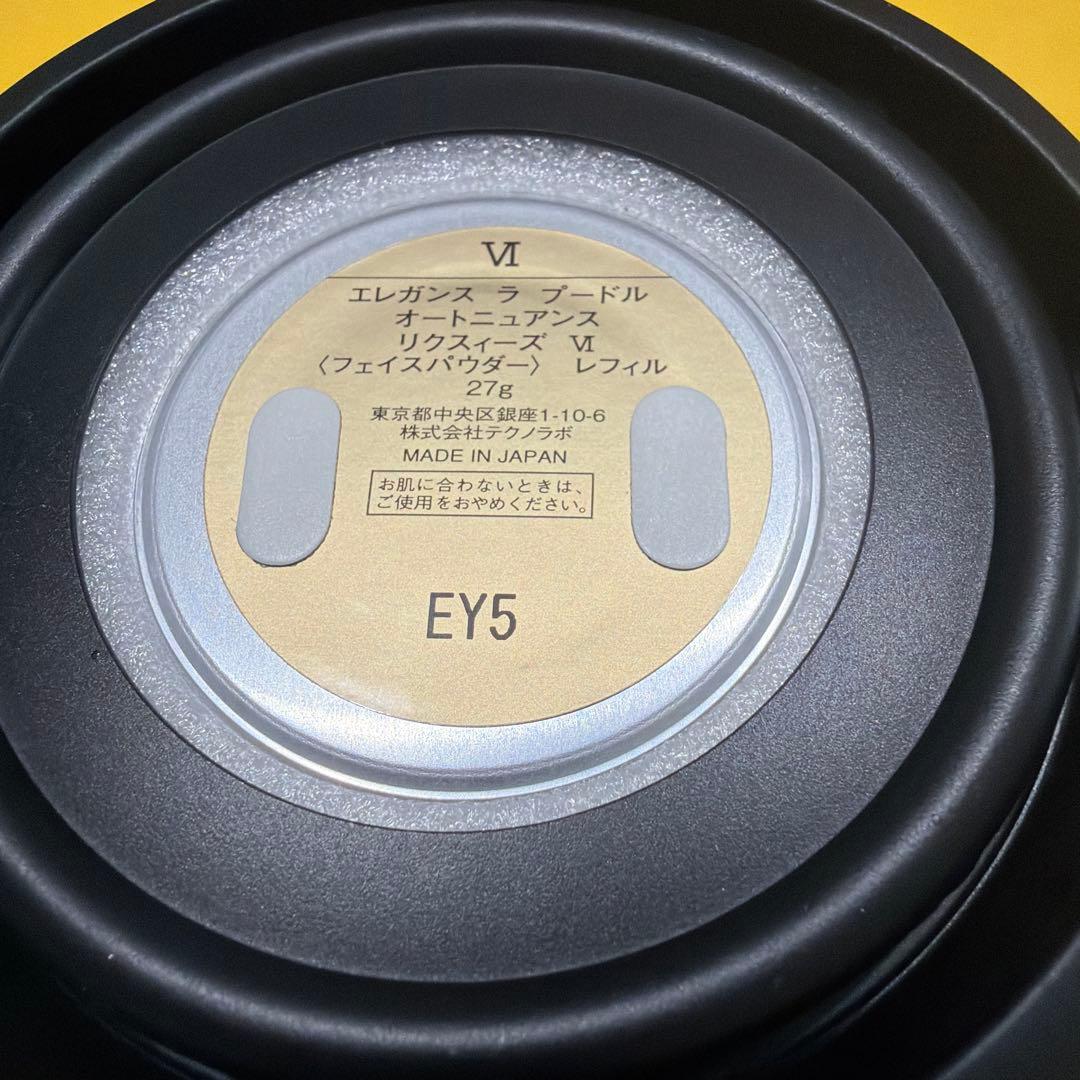 Ⅵ
エレガンス ラ プードル
オートニュアンス
リクスィーズ Ⅵ
〈フェイスパウダー〉 レフィル
27g
東京都中央区銀座1-10-6
株式会社テクノラボ
MADE IN JAPAN
お肌に合わないときは、
ご使用をおやめください。
EY5